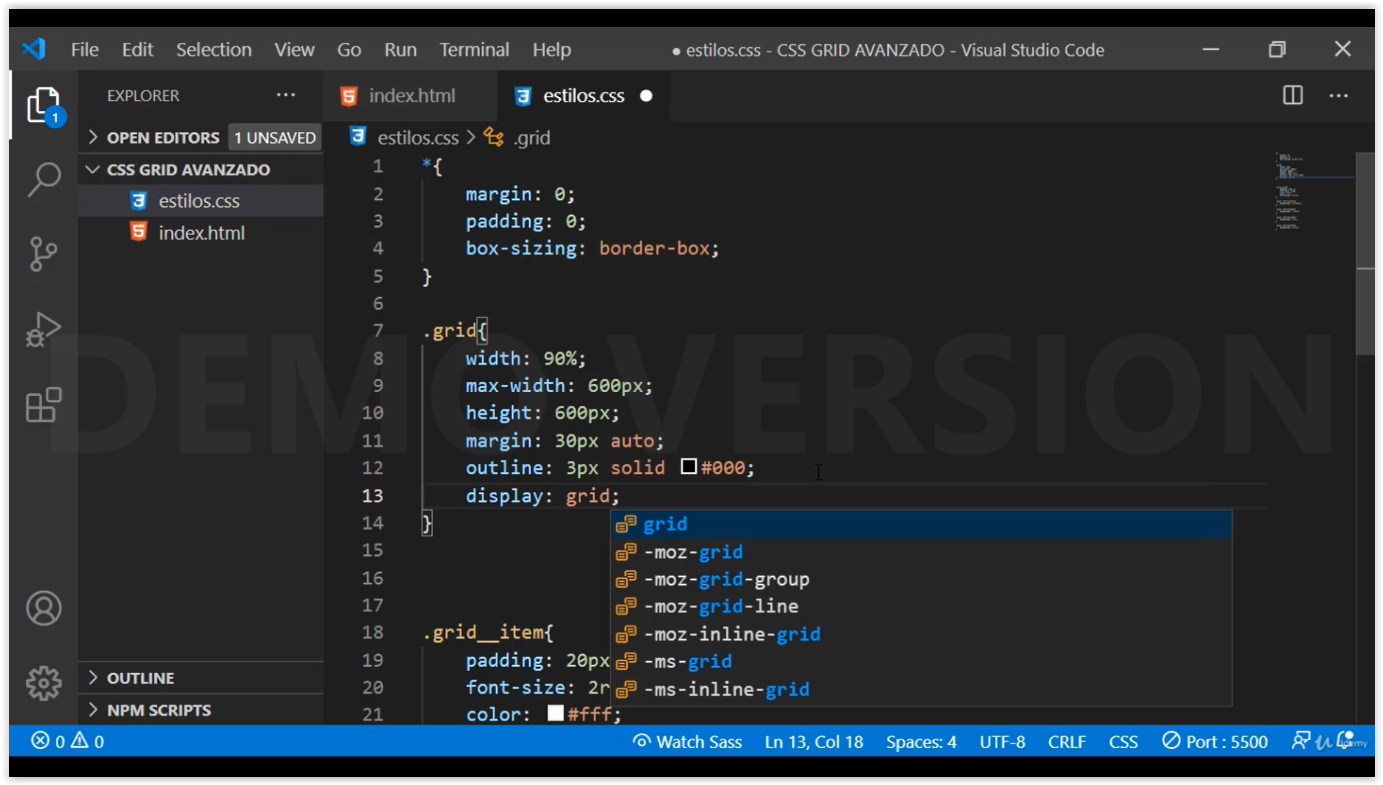 File Edit Selection View Go Run Terminal Help
● estilos.css - CSS GRID AVANZADO - Visual Studio Code
EXPLORER
index.html
estilos.css
1
OPEN EDITORS
1 UNSAVED
estilos.css > .grid
CSS GRID AVANZADO
estilos.css
index.html
1 *{
2 margin: 0;
3 padding: 0;
4 box-sizing: border-box;
5 }
6
7 .grid{
8 width: 90%;
9 max-width: 600px;
10 height: 600px;
11 margin: 30px auto;
12 outline: 3px solid #000;
13 display: grid;
14 }
15
16
17
18 .grid__item{
19 padding: 20px
20 font-size: 2r
21 color: #fff;
grid
-moz-grid
-moz-grid-group
-moz-grid-line
-moz-inline-grid
-ms-grid
-ms-inline-grid
DEMO VERSION
OUTLINE
NPM SCRIPTS
0 0
Watch Sass Ln 13, Col 18 Spaces: 4 UTF-8 CRLF CSS Port : 5500